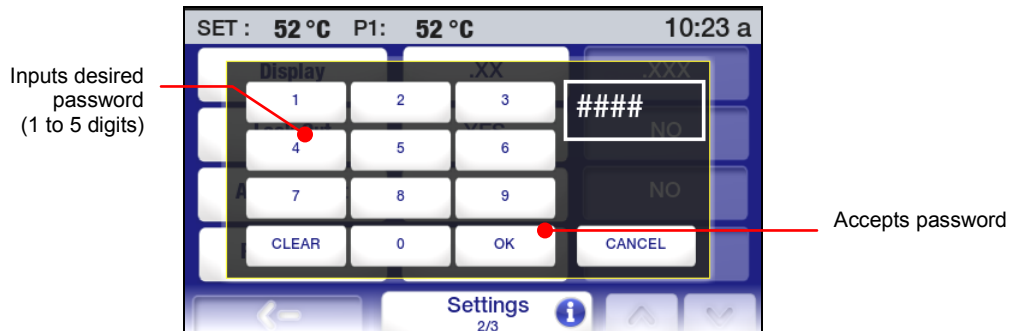 SET : 52 °C P1: 52 °C 10:23 a
Display .XX .XXX
Inputs desired
password
(1 to 5 digits)
1 2 3 ####
YES NO
4 5 6
7 8 9 NO
CLEAR 0 OK CANCEL
Accepts password
Settings
2/3